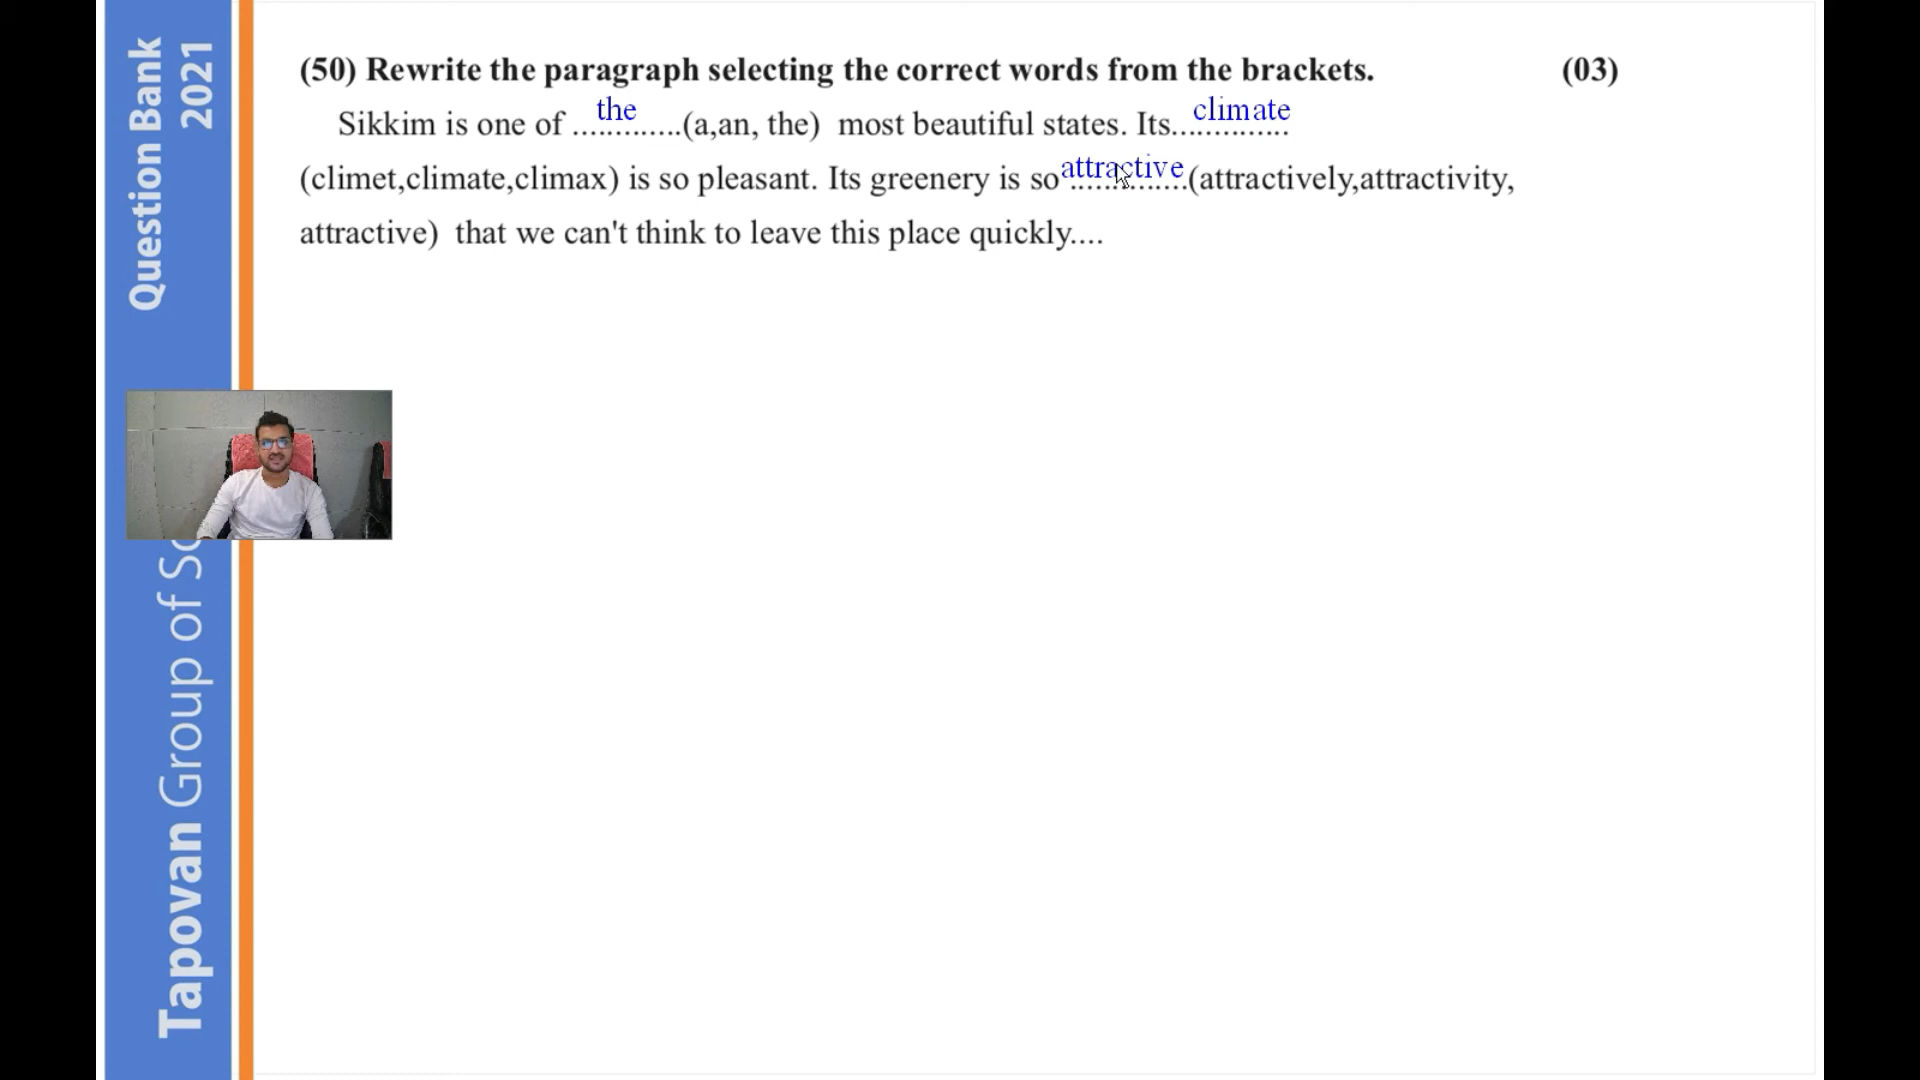 Question Bank
2021
Tapovan Group of Sc
(50) Rewrite the paragraph selecting the correct words from the brackets. (03)
the climate
Sikkim is one of .............(a,an, the) most beautiful states. Its..............
attractive
(climet,climate,climax) is so pleasant. Its greenery is so ..............(attractively,attractivity,
attractive) that we can't think to leave this place quickly....